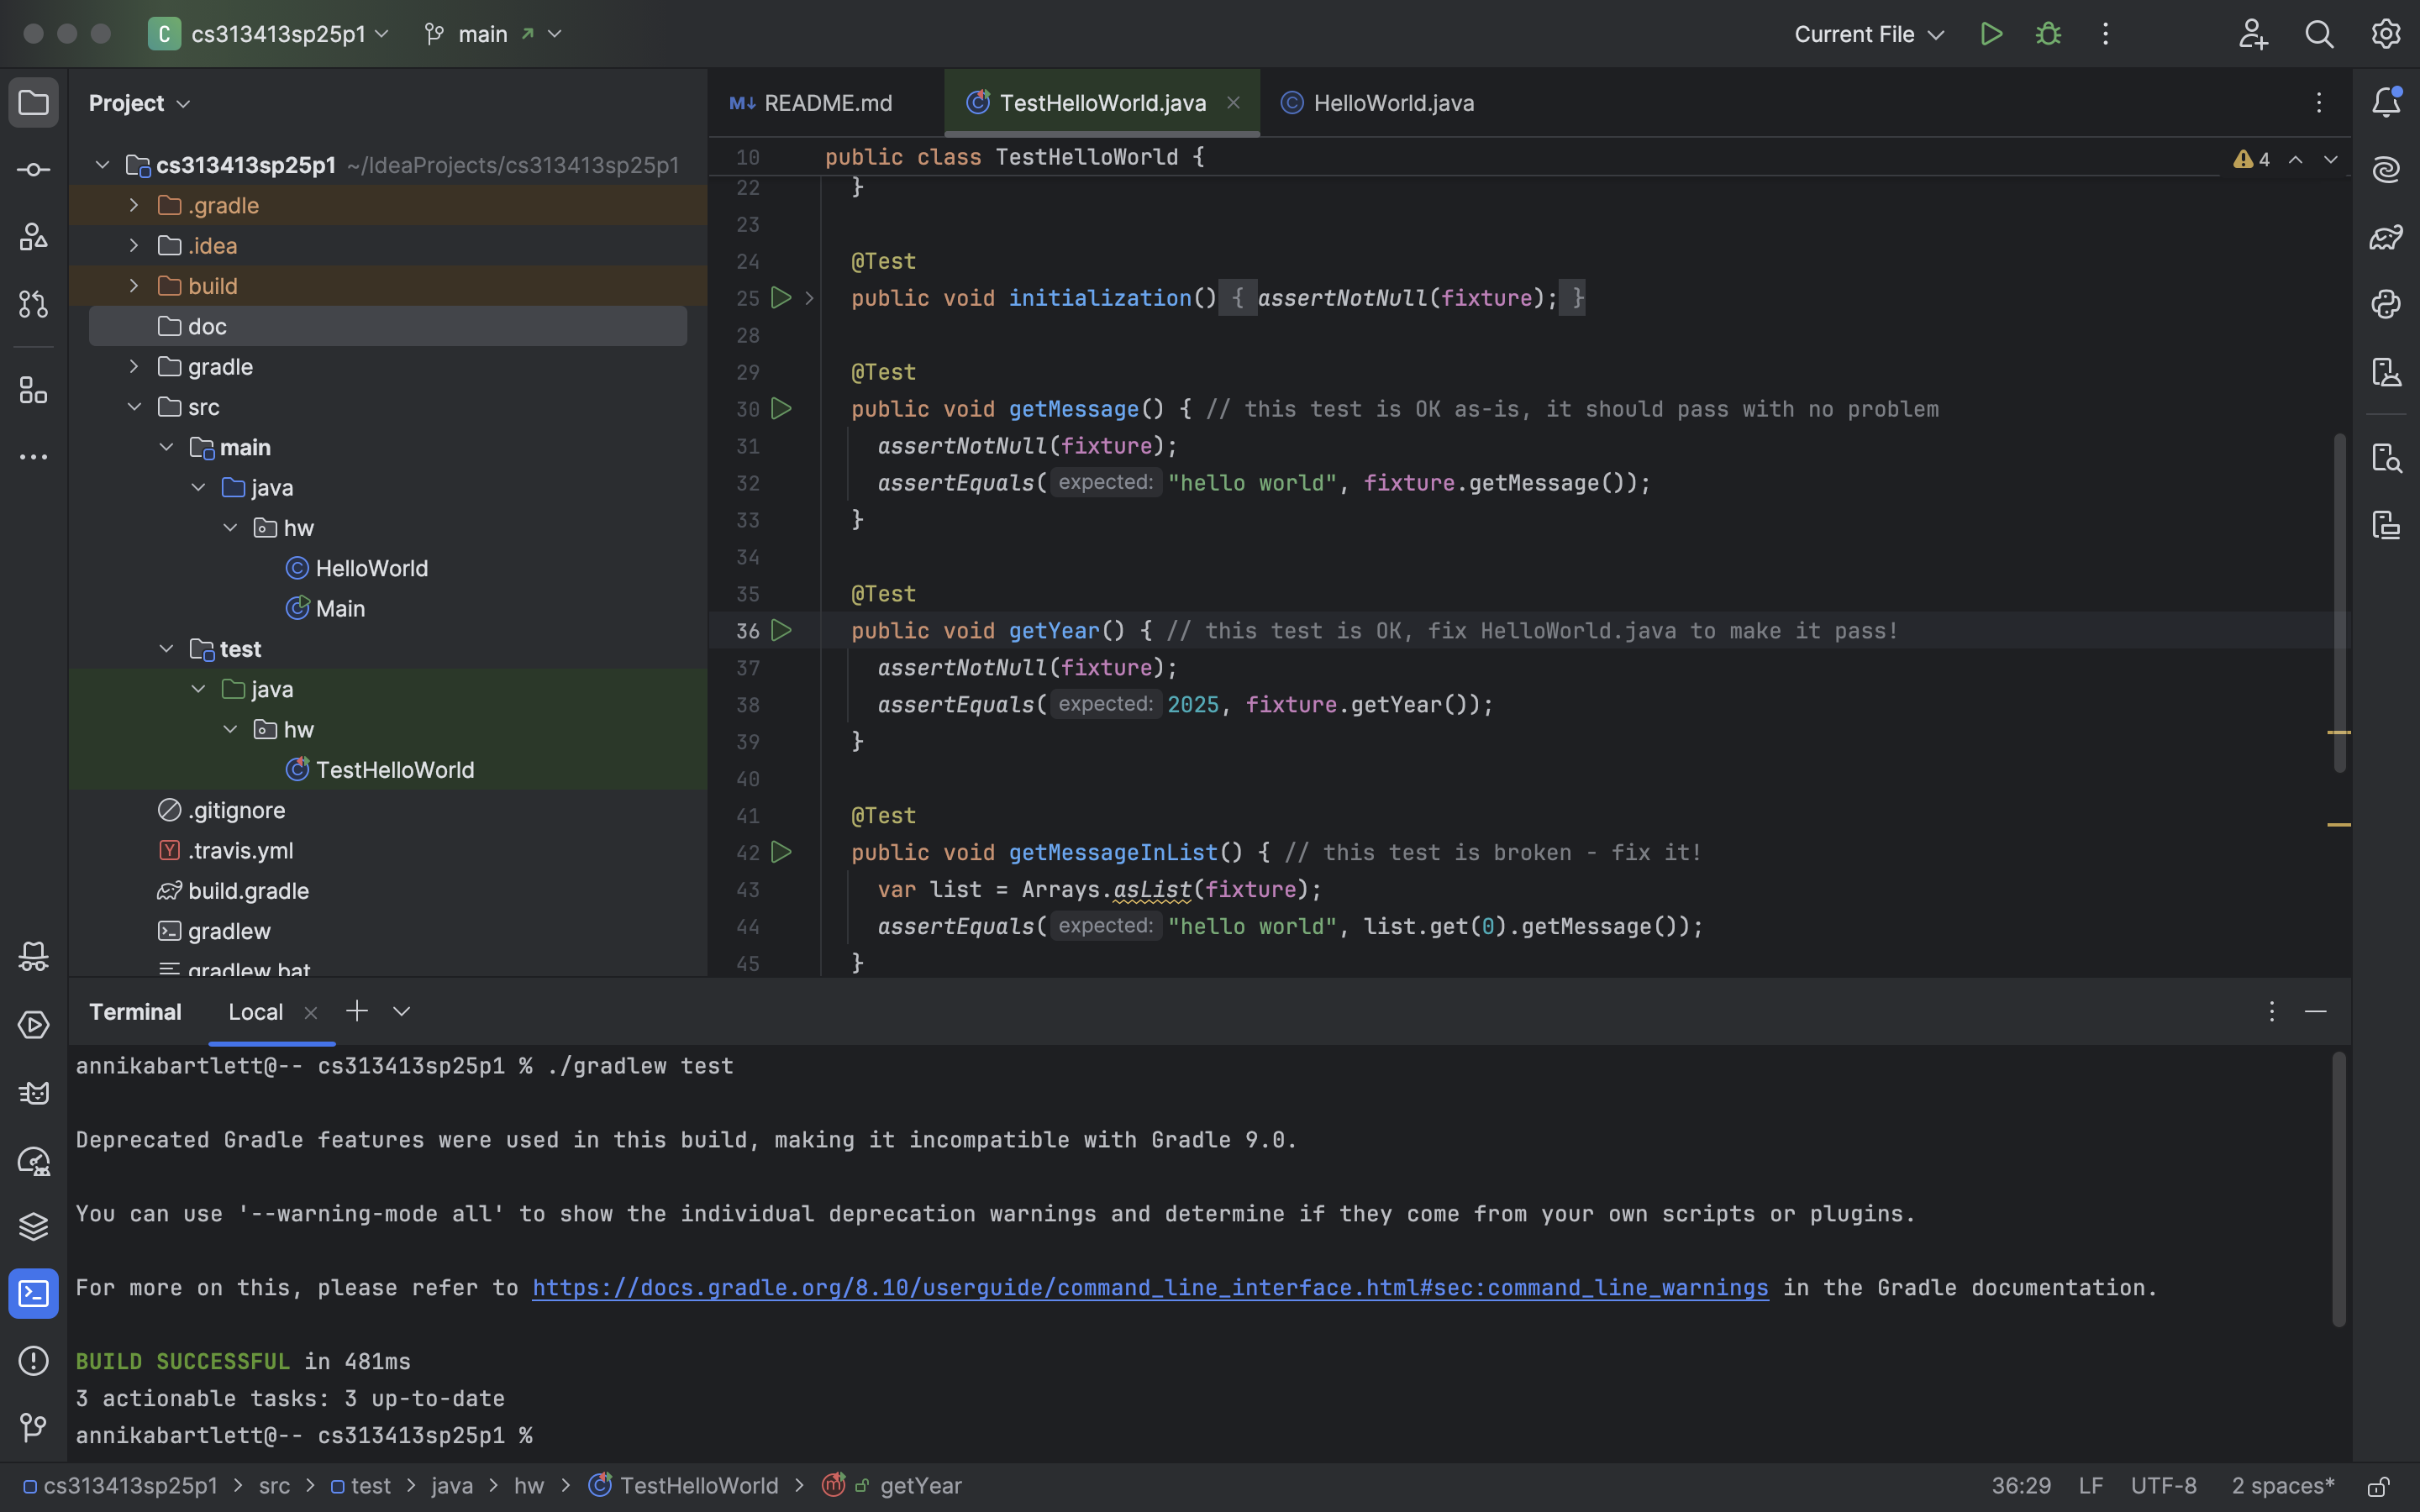 C cs313413sp25p1 main Current File
Project
cs313413sp25p1 ~/IdeaProjects/cs313413sp25p1
.gradle
.idea
build
doc
gradle
src
main
java
hw
HelloWorld
Main
test
java
hw
TestHelloWorld
.gitignore
.travis.yml
build.gradle
gradlew
gradlew.bat
README.md TestHelloWorld.java HelloWorld.java
10 public class TestHelloWorld { 4
22 }
23
24 @Test
25 public void initialization() { assertNotNull(fixture); }
28
29 @Test
30 public void getMessage() { // this test is OK as-is, it should pass with no problem
31 assertNotNull(fixture);
32 assertEquals( expected: "hello world", fixture.getMessage());
33 }
34
35 @Test
36 public void getYear() { // this test is OK, fix HelloWorld.java to make it pass!
37 assertNotNull(fixture);
38 assertEquals( expected: 2025, fixture.getYear());
39 }
40
41 @Test
42 public void getMessageInList() { // this test is broken - fix it!
43 var list = Arrays.asList(fixture);
44 assertEquals( expected: "hello world", list.get(0).getMessage());
45 }
Terminal Local
annikabartlett@-- cs313413sp25p1 % ./gradlew test
Deprecated Gradle features were used in this build, making it incompatible with Gradle 9.0.
You can use '--warning-mode all' to show the individual deprecation warnings and determine if they come from your own scripts or plugins.
For more on this, please refer to https://docs.gradle.org/8.10/userguide/command_line_interface.html#sec:command_line_warnings in the Gradle documentation.
BUILD SUCCESSFUL in 481ms
3 actionable tasks: 3 up-to-date
annikabartlett@-- cs313413sp25p1 %
cs313413sp25p1 > src > test > java > hw > TestHelloWorld > getYear 36:29 LF UTF-8 2 spaces*